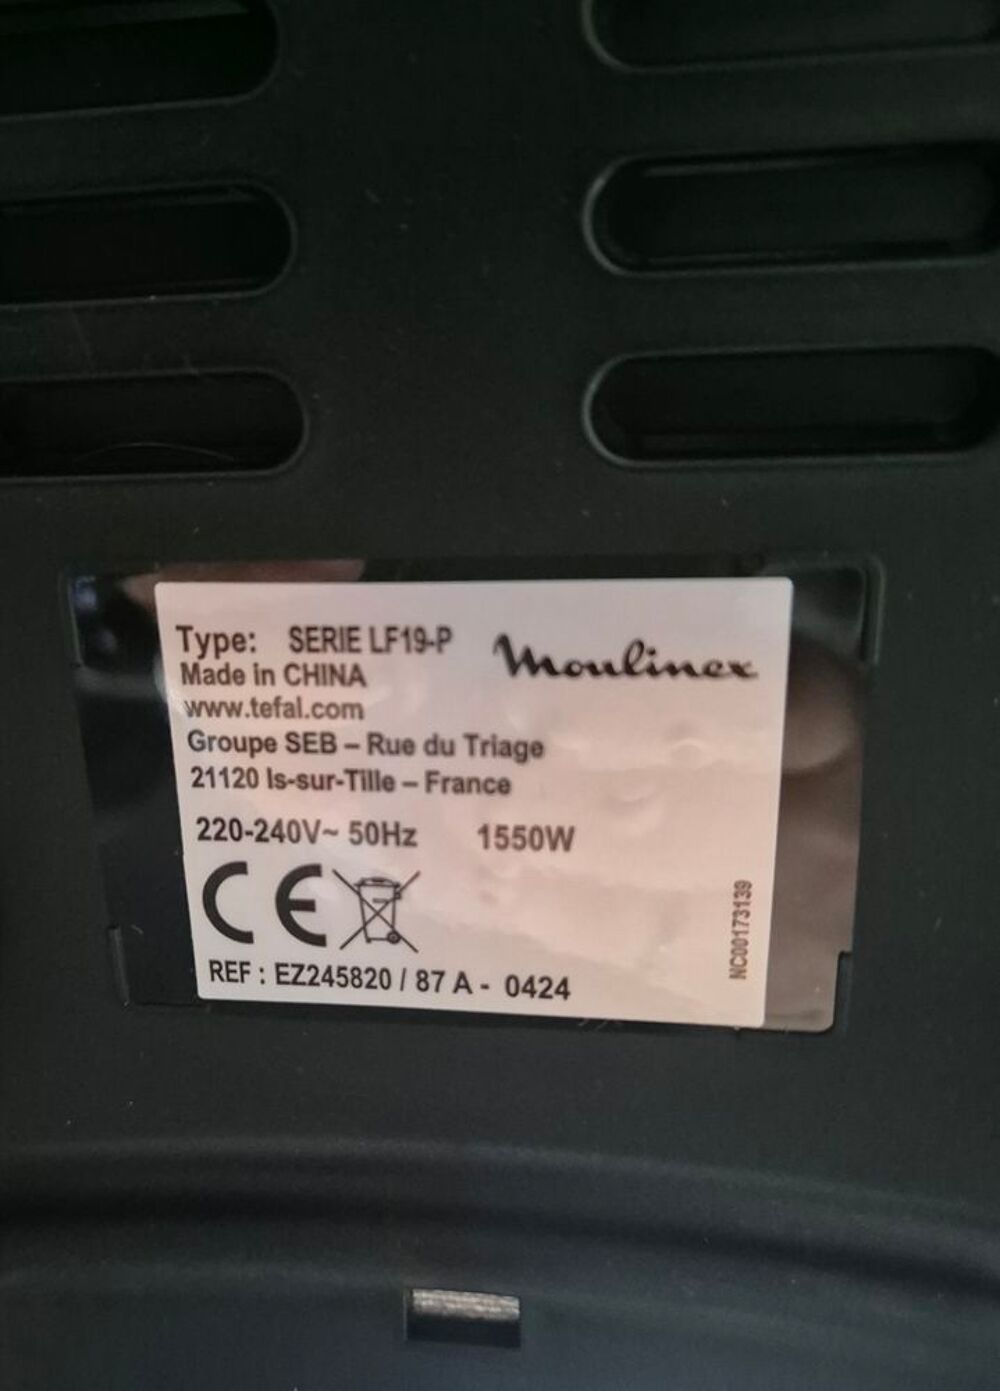 Type: SERIE LF19-P
Moulinex
Made in CHINA
www.tefal.com
Groupe SEB – Rue du Triage
21120 Is-sur-Tille – France
220-240V~ 50Hz 1550W
CE
REF : EZ245820 / 87 A - 0424
NC00173139